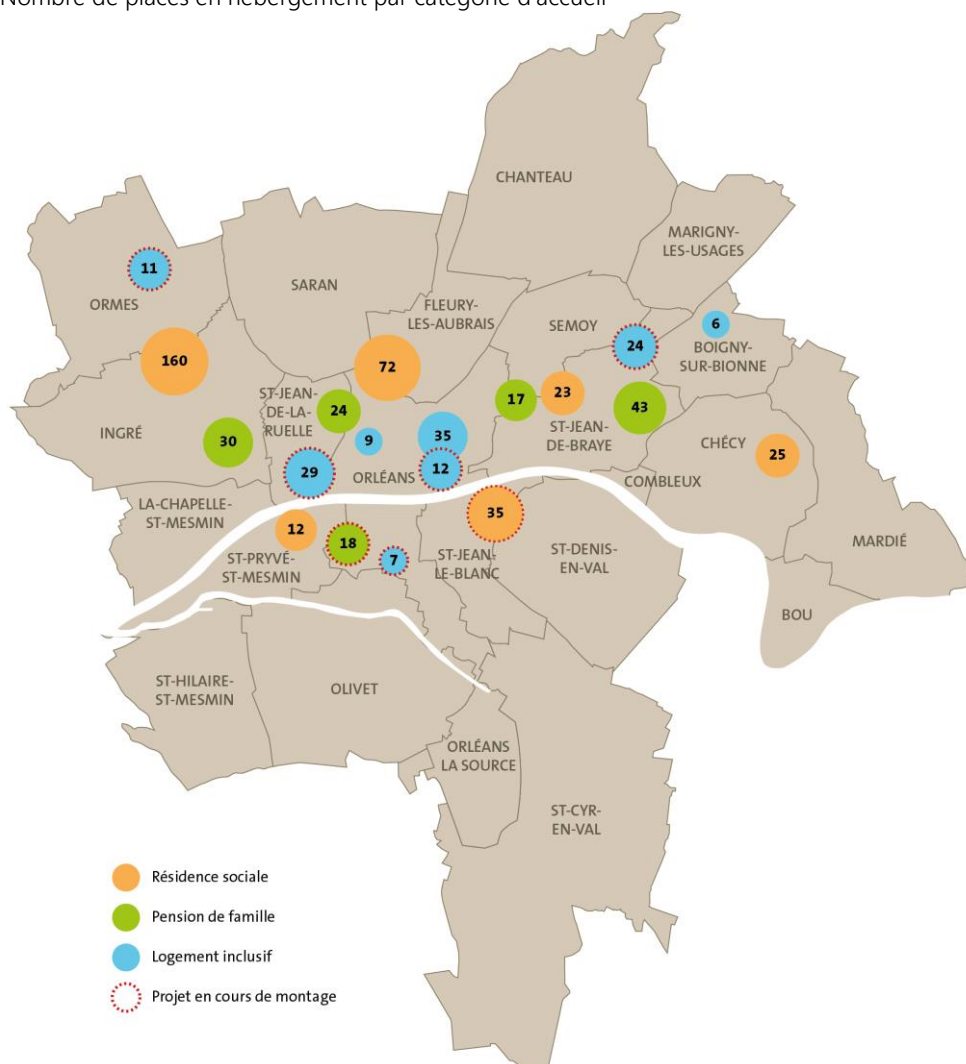 Nombre de places en hébergement par catégorie d'accueil
CHANTEAU
MARIGNY-
LES-USAGES
11
ORMES
SARAN
FLEURY-
LES-AUBRAIS
SEMOY
24
6
BOIGNY-
SUR-BIONNE
160
72
ST-JEAN-
DE-LA-
RUELLE
24
17
23
43
ST-JEAN-
DE-BRAYE
INGRÉ
30
9
35
CHÉCY
25
29
ORLÉANS
12
COMBLEUX
LA-CHAPELLE-
ST-MESMIN
12
35
18
7
ST-PRYVÉ-
ST-MESMIN
ST-JEAN-
LE-BLANC
ST-DENIS-
EN-VAL
MARDIÉ
BOU
ST-HILAIRE-
ST-MESMIN
OLIVET
ORLÉANS
LA SOURCE
ST-CYR-
EN-VAL
Résidence sociale
Pension de famille
Logement inclusif
Projet en cours de montage